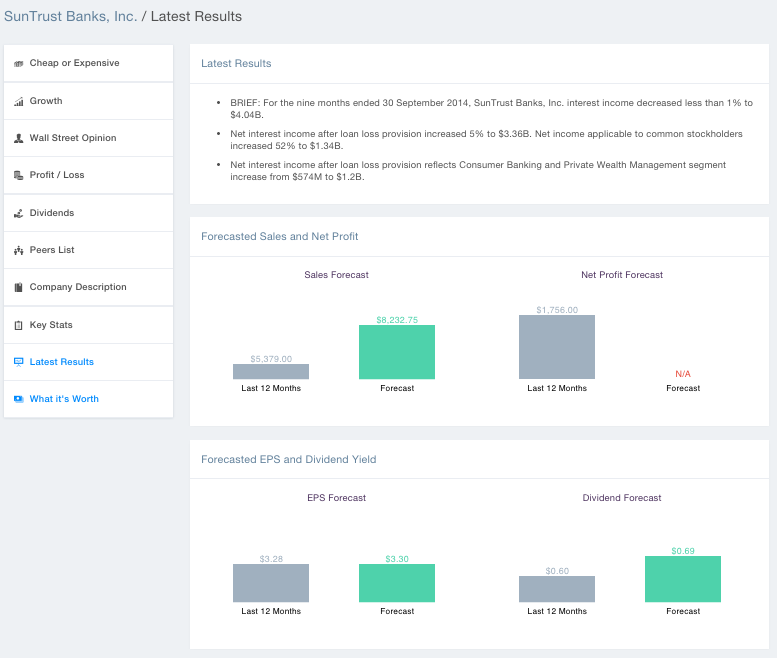 SunTrust Banks, Inc. / Latest Results
Cheap or Expensive
Growth
Wall Street Opinion
Profit / Loss
Dividends
Peers List
Company Description
Key Stats
Latest Results
What it's Worth
Latest Results
• BRIEF: For the nine months ended 30 September 2014, SunTrust Banks, Inc. interest income decreased less than 1% to
$4.04B.
• Net interest income after loan loss provision increased 5% to $3.36B. Net income applicable to common stockholders
increased 52% to $1.34B.
• Net interest income after loan loss provision reflects Consumer Banking and Private Wealth Management segment
increase from $574M to $1.2B.
Forecasted Sales and Net Profit
Sales Forecast
$5,379.00
$8,232.75
Last 12 Months
Forecast
Net Profit Forecast
$1,756.00
N/A
Last 12 Months
Forecast
Forecasted EPS and Dividend Yield
EPS Forecast
$3.28
$3.30
Last 12 Months
Forecast
Dividend Forecast
$0.60
$0.69
Last 12 Months
Forecast